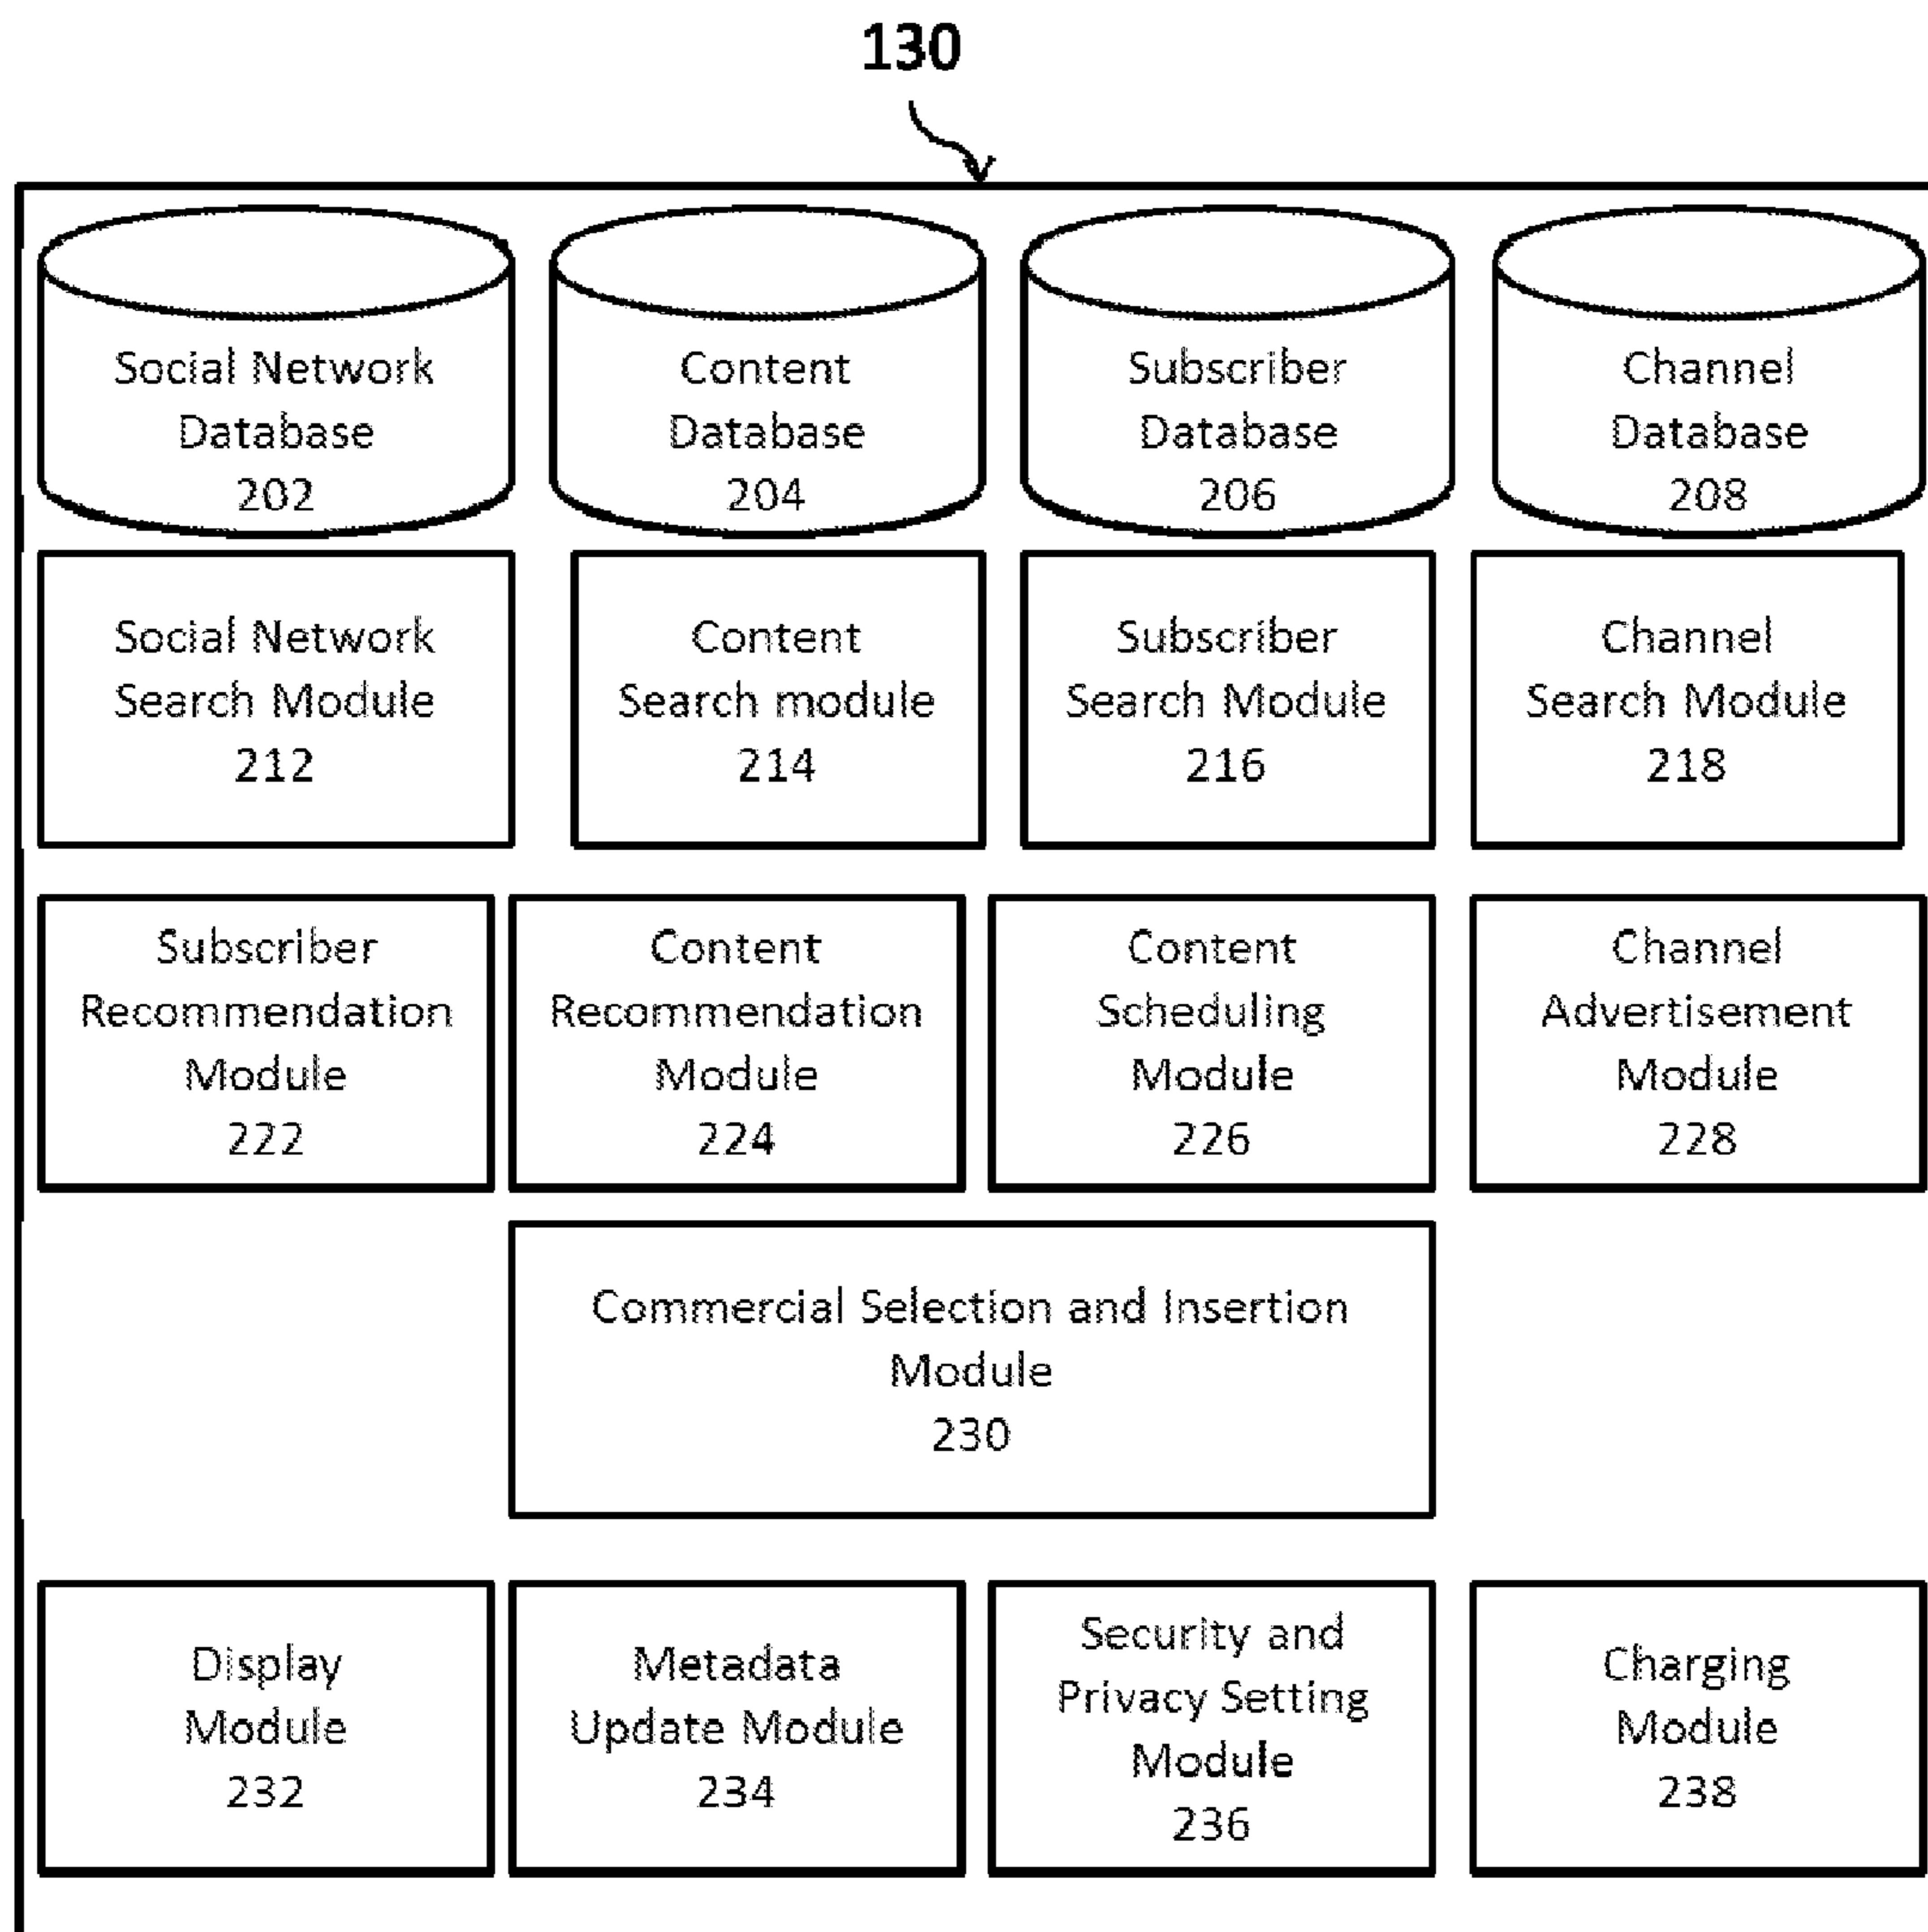 130
Social Network
Database
202
Content
Database
204
Subscriber
Database
206
Channel
Database
208
Social Network
Search Module
212
Content
Search module
214
Subscriber
Search Module
216
Channel
Search Module
218
Subscriber
Recommendation
Module
222
Content
Recommendation
Module
224
Content
Scheduling
Module
226
Channel
Advertisement
Module
228
Commercial Selection and Insertion
Module
230
Display
Module
232
Metadata
Update Module
234
Security and
Privacy Setting
Module
236
Charging
Module
238